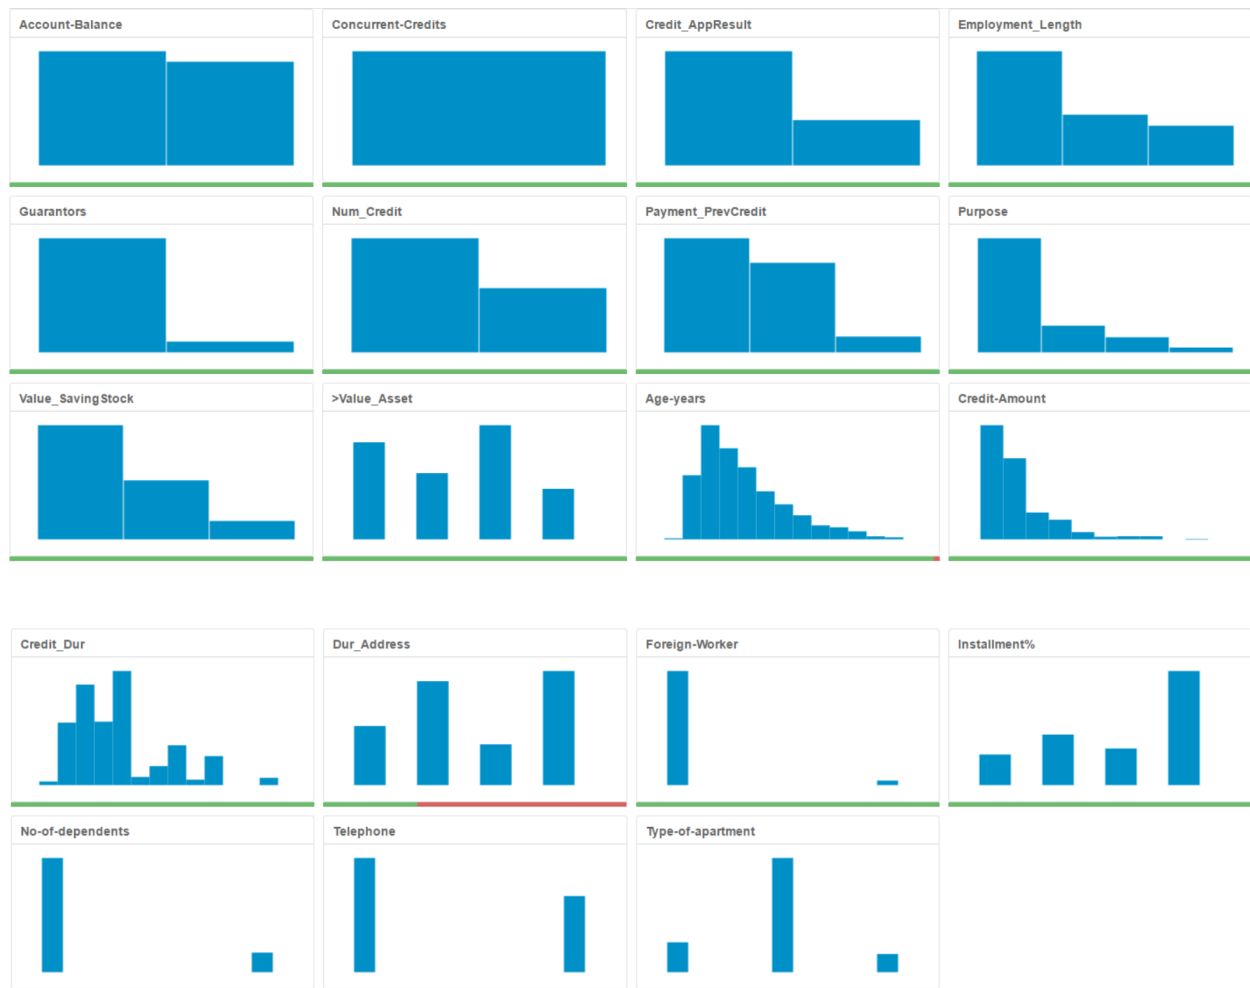 Account-Balance
Concurrent-Credits
Credit_AppResult
Employment_Length
Guarantors
Num_Credit
Payment_PrevCredit
Purpose
Value_SavingStock
>Value_Asset
Age-years
Credit-Amount
Credit_Dur
Dur_Address
Foreign-Worker
Installment%
No-of-dependents
Telephone
Type-of-apartment